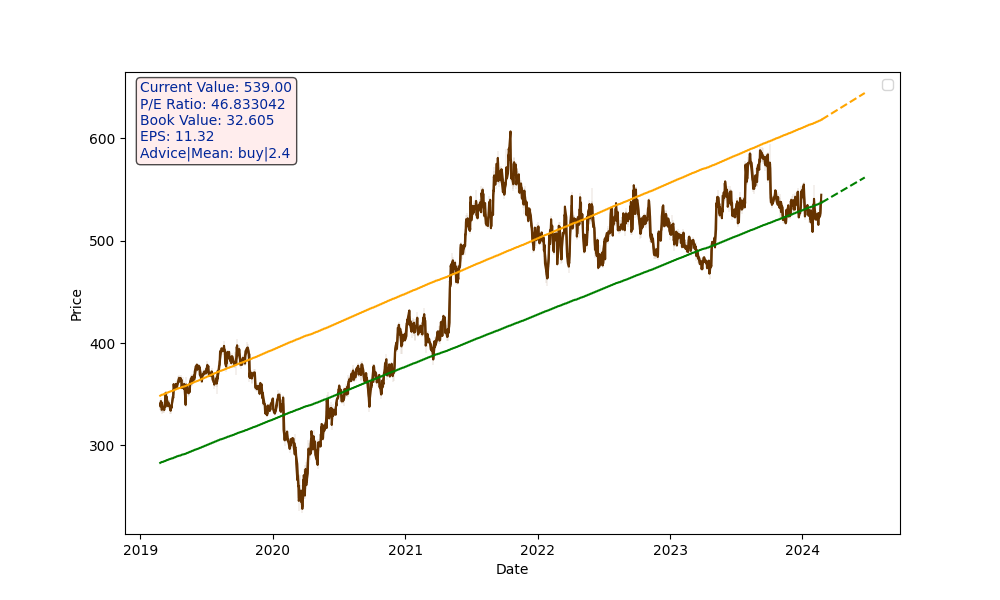 Current Value: 539.00
P/E Ratio: 46.833042
Book Value: 32.605
EPS: 11.32
Advice|Mean: buy|2.4
600
500
400
300
Price
2019 2020 2021 2022 2023 2024
Date